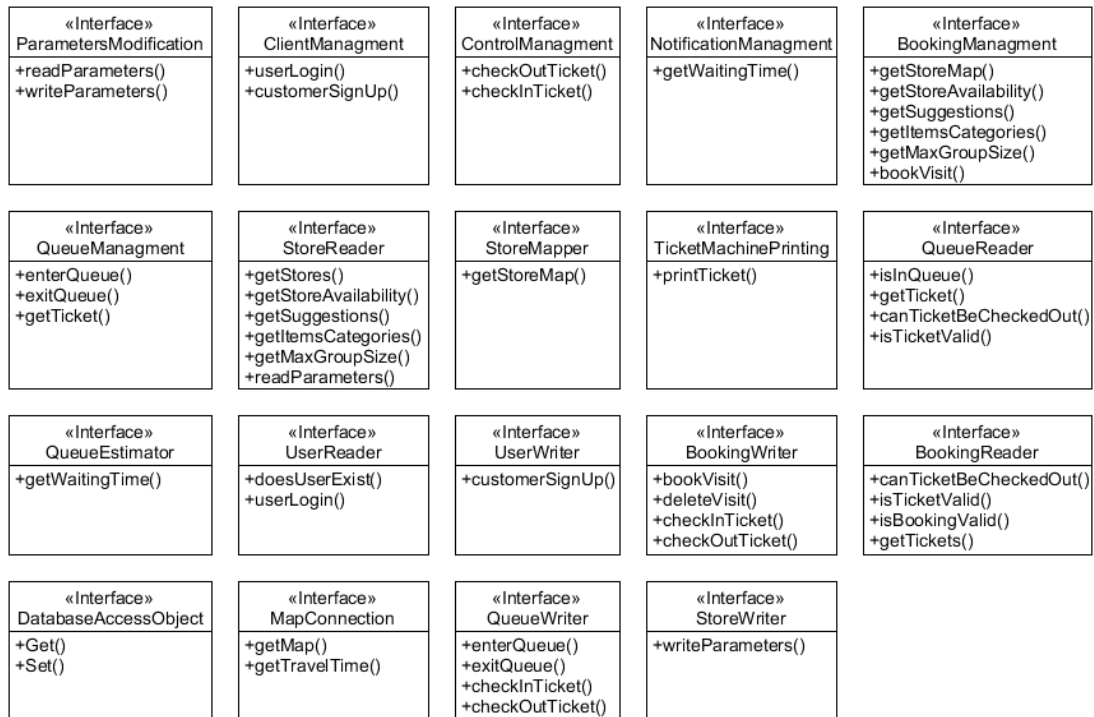 «Interface»
ParametersModification
+readParameters()
+writeParameters()
«Interface»
ClientManagment
+userLogin()
+customerSignUp()
«Interface»
ControlManagment
+checkOutTicket()
+checkInTicket()
«Interface»
NotificationManagment
+getWaitingTime()
«Interface»
BookingManagment
+getStoreMap()
+getStoreAvailability()
+getSuggestions()
+getItemsCategories()
+getMaxGroupSize()
+bookVisit()
«Interface»
QueueManagment
+enterQueue()
+exitQueue()
+getTicket()
«Interface»
StoreReader
+getStores()
+getStoreAvailability()
+getSuggestions()
+getItemsCategories()
+getMaxGroupSize()
+readParameters()
«Interface»
StoreMapper
+getStoreMap()
«Interface»
TicketMachinePrinting
+printTicket()
«Interface»
QueueReader
+isInQueue()
+getTicket()
+canTicketBeCheckedOut()
+isTicketValid()
«Interface»
QueueEstimator
+getWaitingTime()
«Interface»
UserReader
+doesUserExist()
+userLogin()
«Interface»
UserWriter
+customerSignUp()
«Interface»
BookingWriter
+bookVisit()
+deleteVisit()
+checkInTicket()
+checkOutTicket()
«Interface»
BookingReader
+canTicketBeCheckedOut()
+isTicketValid()
+isBookingValid()
+getTickets()
«Interface»
DatabaseAccessObject
+Get()
+Set()
«Interface»
MapConnection
+getMap()
+getTravelTime()
«Interface»
QueueWriter
+enterQueue()
+exitQueue()
+checkInTicket()
+checkOutTicket()
«Interface»
StoreWriter
+writeParameters()